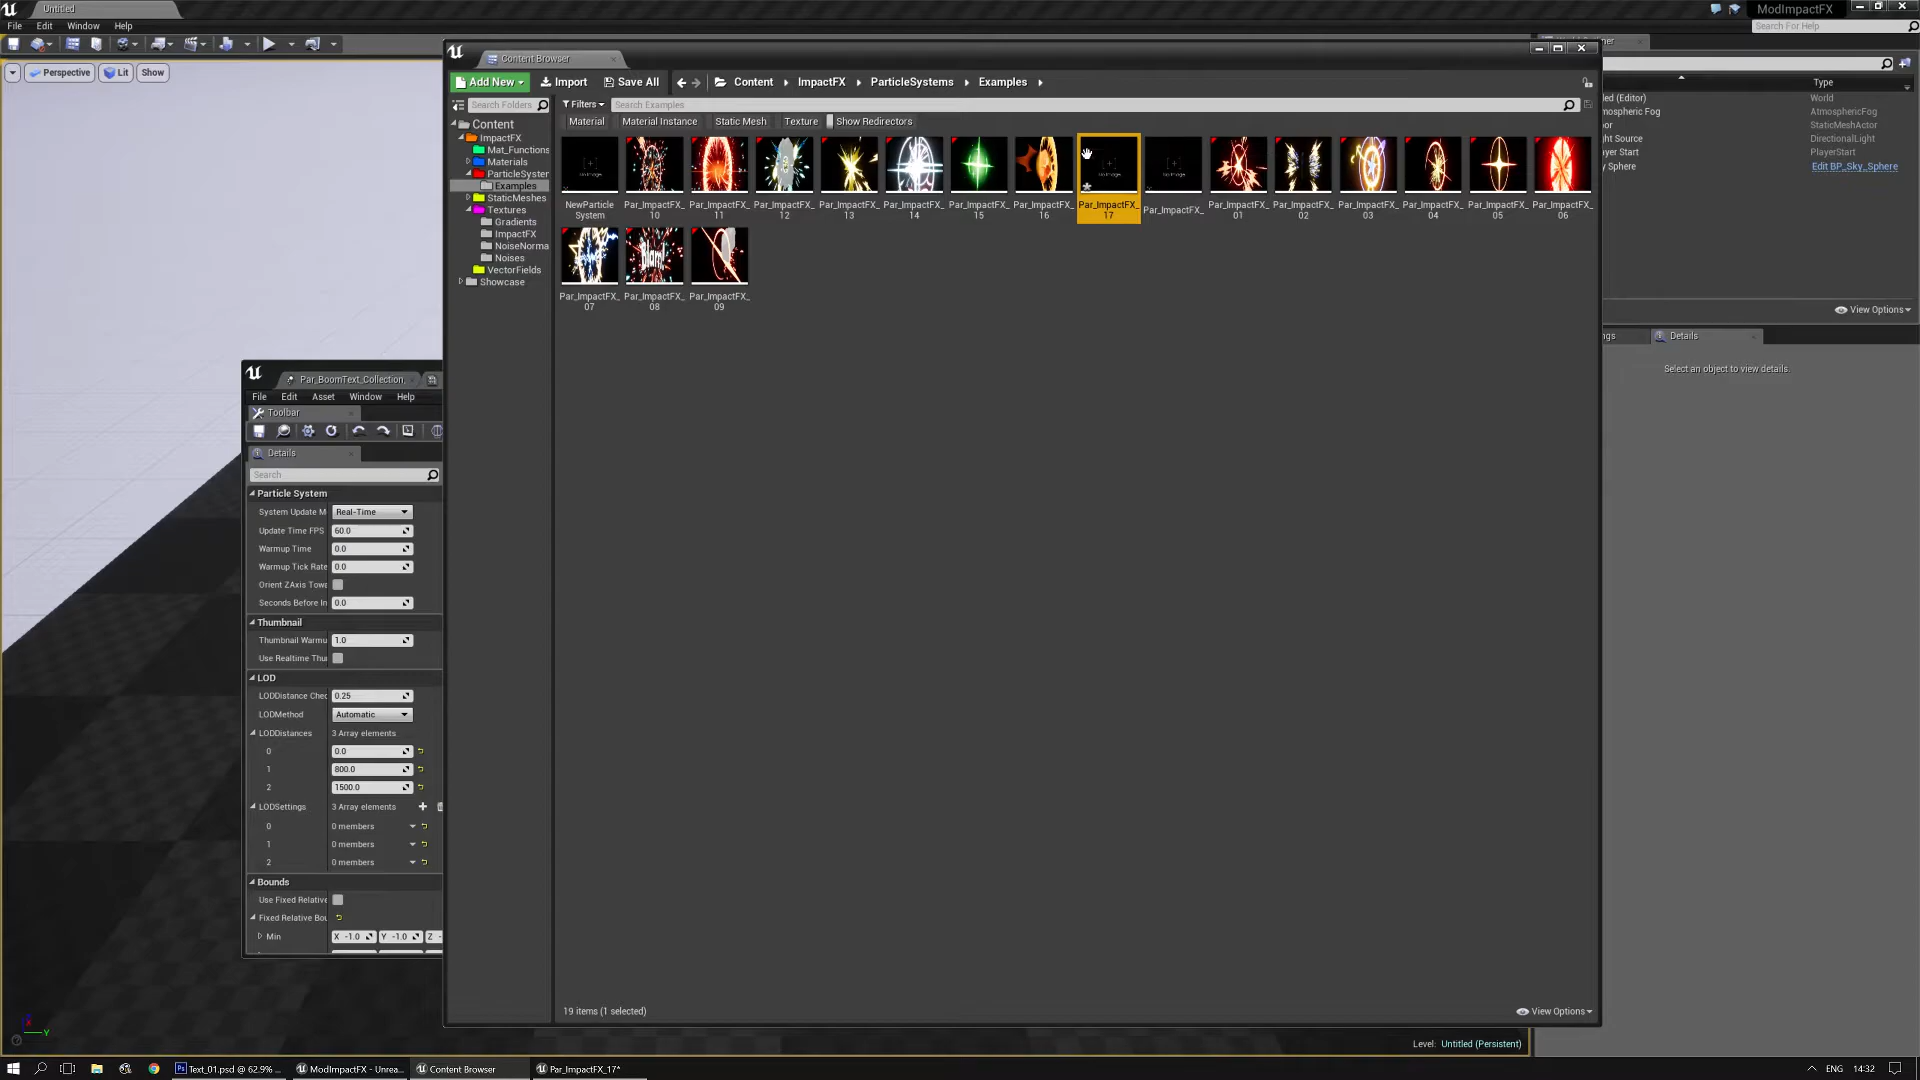 Untitled
ModImpactFX
File Edit Window Help
Search For Help
Perspective Lit Show
Content Browser
Add New Import Save All Content ImpactFX ParticleSystems Examples
Search Folders Filters Search Examples
Material Material Instance Static Mesh Texture Show Redirectors
Content
ImpactFX
Mat_Functions
Materials
ParticleSyster
Examples
StaticMeshes
Textures
Gradients
ImpactFX
NoiseNorma
Noises
VectorFields
Showcase
NewParticle System
Par_ImpactFX_ 10
Par_ImpactFX_ 11
Par_ImpactFX_ 12
Par_ImpactFX_ 13
Par_ImpactFX_ 14
Par_ImpactFX_ 15
Par_ImpactFX_ 16
Par_ImpactFX_ 17
Par_ImpactFX_
Par_ImpactFX_ 01
Par_ImpactFX_ 02
Par_ImpactFX_ 03
Par_ImpactFX_ 04
Par_ImpactFX_ 05
Par_ImpactFX_ 06
Par_ImpactFX_ 07
Par_ImpactFX_ 08
Par_ImpactFX_ 09
19 items (1 selected)
View Options
Type
led (Editor) World
mospheric Fog AtmosphericFog
or StaticMeshActor
ght Source DirectionalLight
ayer Start PlayerStart
y Sphere Edit BP_Sky_Sphere
View Options
ngs Details
Select an object to view details.
Par_BoomText_Collection
File Edit Asset Window Help
Toolbar
Details
Search
Particle System
System Update M Real-Time
Update Time FPS 60.0
Warmup Time 0.0
Warmup Tick Rate 0.0
Orient ZAxis Towa
Seconds Before In 0.0
Thumbnail
Thumbnail Warmu 1.0
Use Realtime Thu
LOD
LODDistance Chec 0.25
LODMethod Automatic
LODDistances 3 Array elements
0 0.0
1 800.0
2 1500.0
LODSettings 3 Array elements
0 0 members
1 0 members
2 0 members
Bounds
Use Fixed Relative
Fixed Relative Bou
Min X -1.0 Y -1.0 Z -
Level: Untitled (Persistent)
Text_01.psd @ 62.9% ... ModImpactFX - Unrea... Content Browser Par_ImpactFX_17*
ENG 14:32